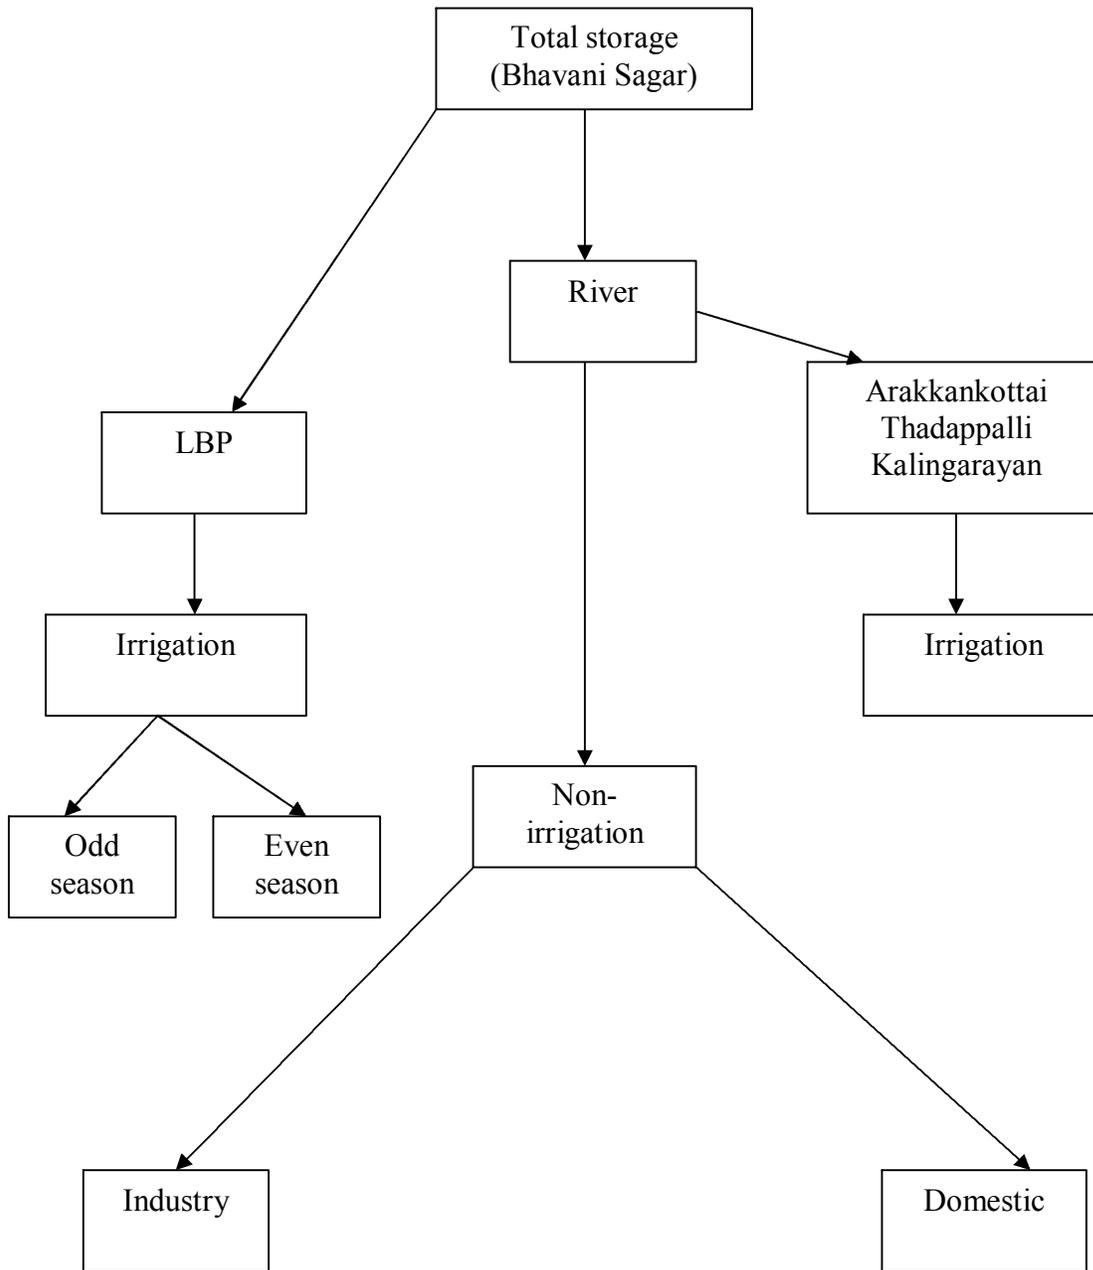 Total storage
(Bhavani Sagar)
River
Arakkankottai
Thadappalli
Kalingarayan
LBP
Irrigation
Irrigation
Non-
irrigation
Odd
season
Even
season
Industry
Domestic